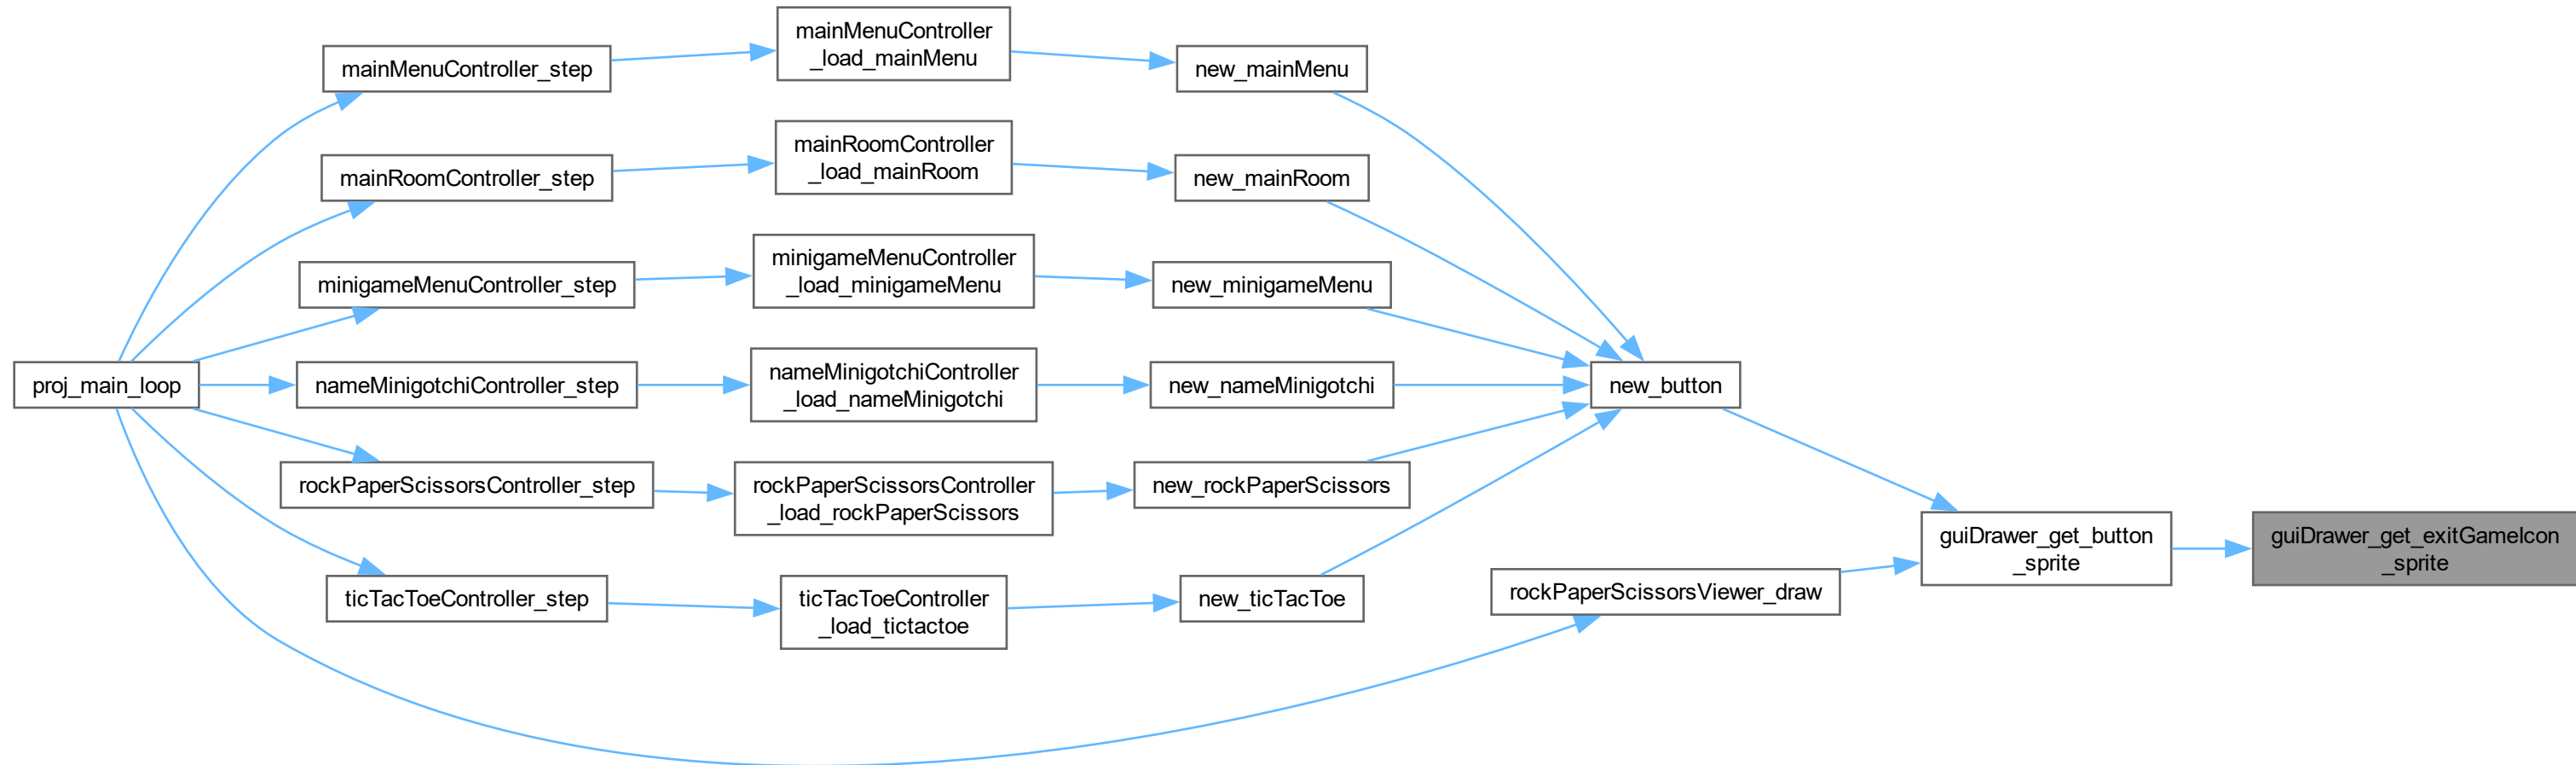 mainMenuController
_load_mainMenu
mainMenuController_step
new_mainMenu
mainRoomController
_load_mainRoom
mainRoomController_step
new_mainRoom
minigameMenuController
_load_minigameMenu
minigameMenuController_step
new_minigameMenu
proj_main_loop
nameMinigotchiController_step
nameMinigotchiController
_load_nameMinigotchi
new_nameMinigotchi
new_button
rockPaperScissorsController_step
rockPaperScissorsController
_load_rockPaperScissors
new_rockPaperScissors
guiDrawer_get_button
_sprite
guiDrawer_get_exitGameIcon
_sprite
ticTacToeController_step
ticTacToeController
_load_tictactoe
new_ticTacToe
rockPaperScissorsViewer_draw